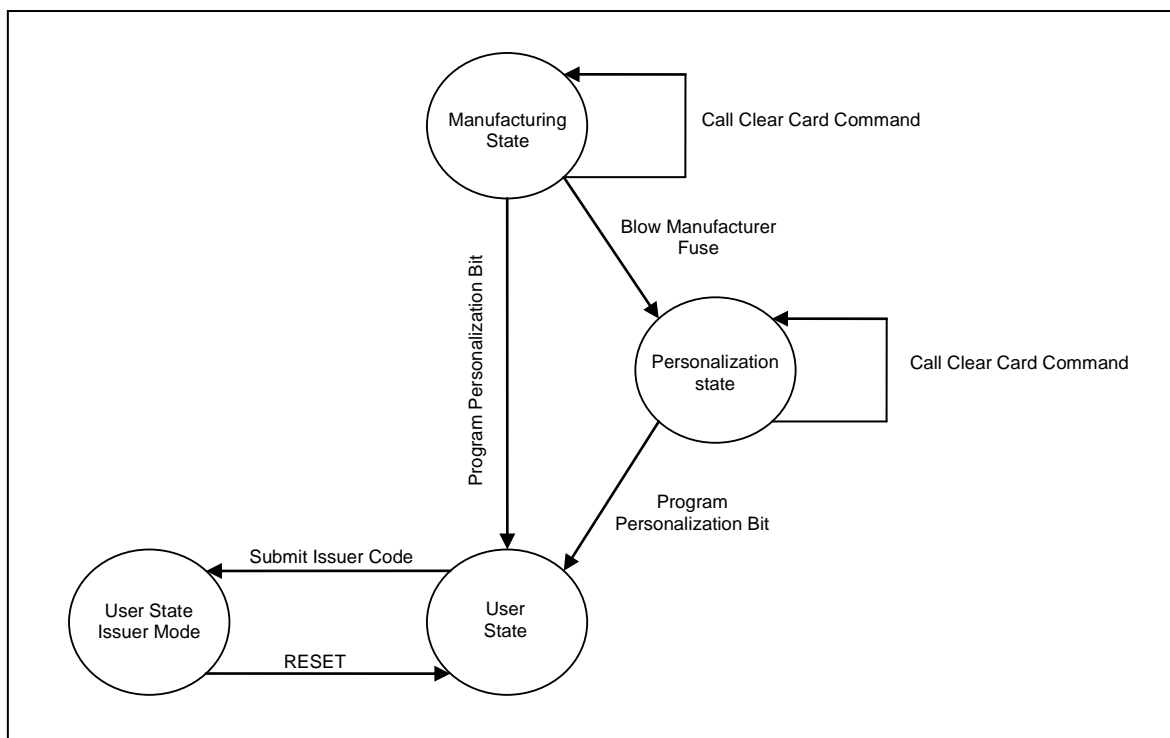 Manufacturing
State
Call Clear Card Command
Blow Manufacturer
Fuse
Program Personalization Bit
Personalization
state
Call Clear Card Command
Program
Personalization Bit
Submit Issuer Code
User State
Issuer Mode
User
State
RESET